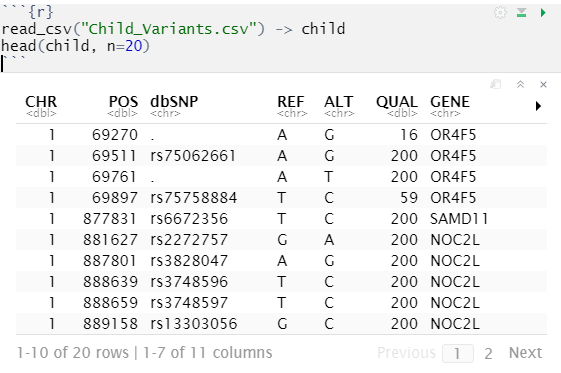 ```{r}
read_csv("Child_Variants.csv") -> child
head(child, n=20)
```
CHR POS dbSNP REF ALT QUAL GENE
<dbl> <dbl> <chr> <chr> <chr> <dbl> <chr>
1 69270 . A G 16 OR4F5
1 69511 rs75062661 A G 200 OR4F5
1 69761 . A T 200 OR4F5
1 69897 rs75758884 T C 59 OR4F5
1 877831 rs6672356 T C 200 SAMD11
1 881627 rs2272757 G A 200 NOC2L
1 887801 rs3828047 A G 200 NOC2L
1 888639 rs3748596 T C 200 NOC2L
1 888659 rs3748597 T C 200 NOC2L
1 889158 rs13303056 G C 200 NOC2L
1-10 of 20 rows | 1-7 of 11 columns Previous 1 2 Next